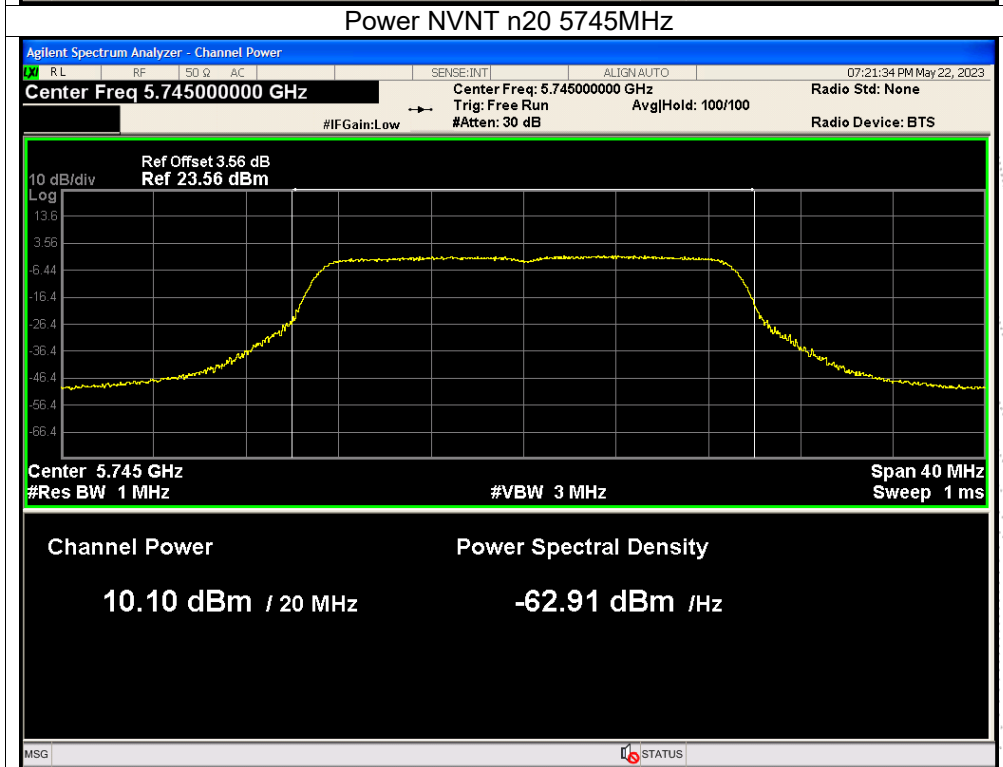 Power NVNT n20 5745MHz
Agilent Spectrum Analyzer - Channel Power
LXI RL RF 50 Ω AC SENSE:INT ALIGN AUTO 07:21:34 PM May 22, 2023
Center Freq 5.745000000 GHz Center Freq: 5.745000000 GHz Radio Std: None
Trig: Free Run Avg|Hold: 100/100
#IFGain:Low #Atten: 30 dB Radio Device: BTS
Ref Offset 3.56 dB
10 dB/div Ref 23.56 dBm
Log
13.6
3.56
-6.44
-16.4
-26.4
-36.4
-46.4
-56.4
-66.4
Center 5.745 GHz Span 40 MHz
#Res BW 1 MHz #VBW 3 MHz Sweep 1 ms
Channel Power Power Spectral Density
10.10 dBm / 20 MHz -62.91 dBm /Hz
MSG STATUS